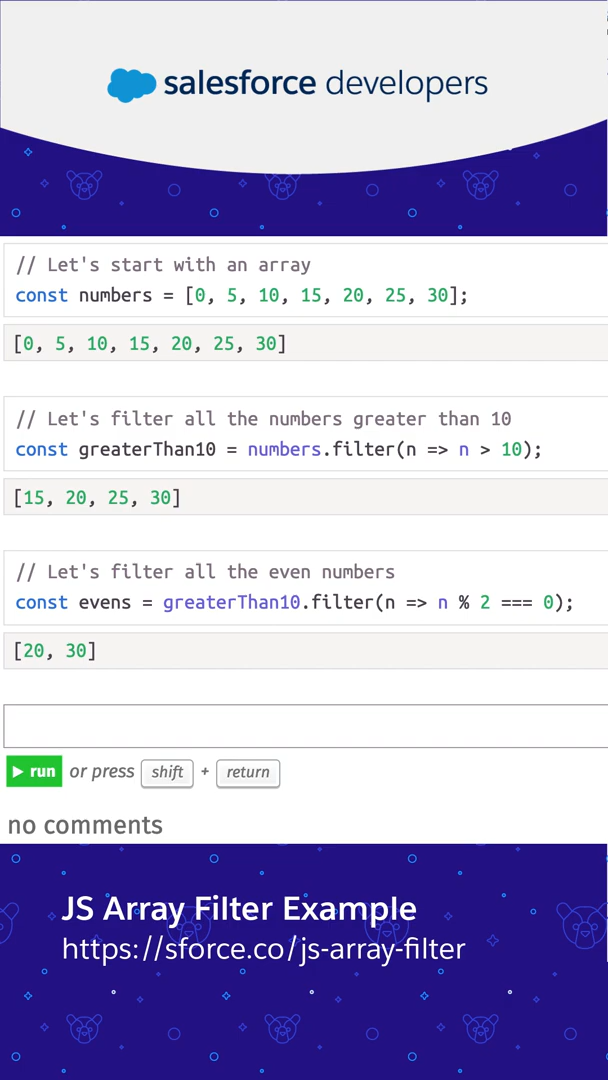 salesforce developers
// Let's start with an array
const numbers = [0, 5, 10, 15, 20, 25, 30];
[0, 5, 10, 15, 20, 25, 30]
// Let's filter all the numbers greater than 10
const greaterThan10 = numbers.filter(n => n > 10);
[15, 20, 25, 30]
// Let's filter all the even numbers
const evens = greaterThan10.filter(n => n % 2 === 0);
[20, 30]
run or press shift + return
no comments
JS Array Filter Example
https://sforce.co/js-array-filter